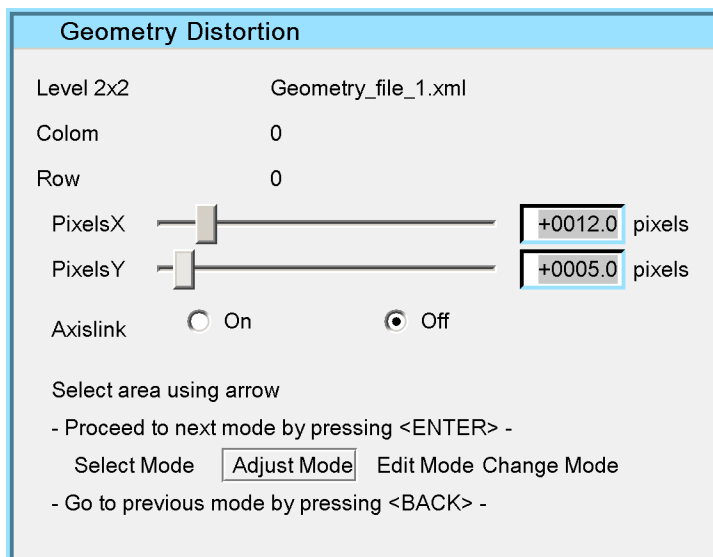 Geometry Distortion
Level 2x2 Geometry_file_1.xml
Colom 0
Row 0
PixelsX +0012.0 pixels
PixelsY +0005.0 pixels
Axislink On Off
Select area using arrow
- Proceed to next mode by pressing <ENTER> -
Select Mode Adjust Mode Edit Mode Change Mode
- Go to previous mode by pressing <BACK> -